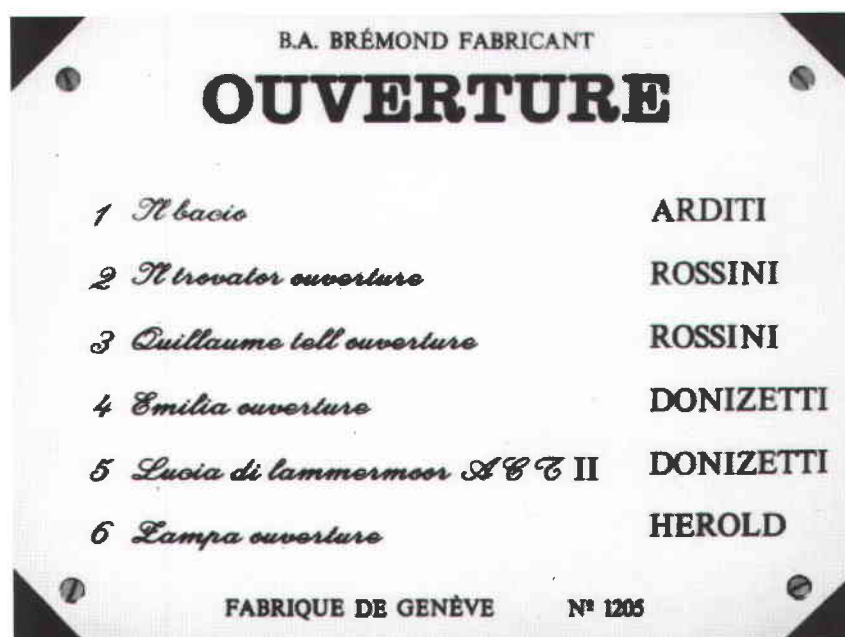 B.A. BRÉMOND FABRICANT
OUVERTURE
1 Il bacio ARDITI
2 Il trovator ouverture ROSSINI
3 Quillaume tell ouverture ROSSINI
4 Emilia ouverture DONIZETTI
5 Lucia di lammermoor ACT II DONIZETTI
6 Zampa ouverture HEROLD
FABRIQUE DE GENÈVE Nº 1205